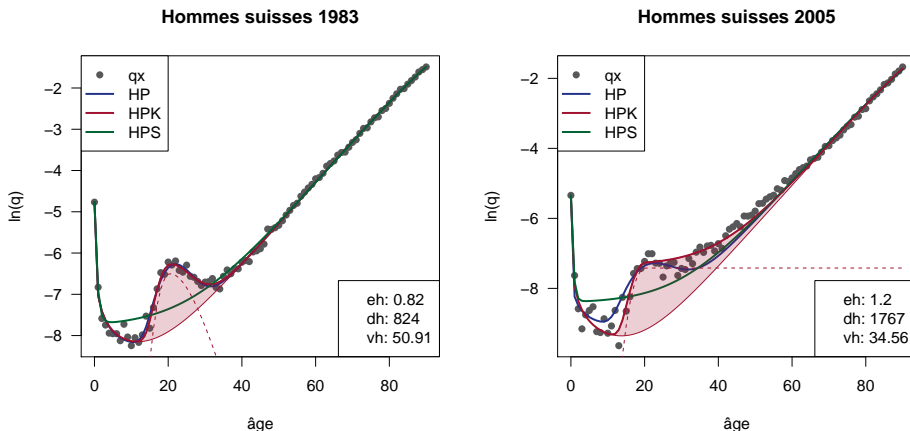 Hommes suisses 1983
qx
HP
HPK
HPS
−2
−3
−4
−5
−6
−7
−8
ln(q)
eh: 0.82
dh: 824
vh: 50.91
0 20 40 60 80
âge
Hommes suisses 2005
qx
HP
HPK
HPS
−2
−4
−6
−8
ln(q)
eh: 1.2
dh: 1767
vh: 34.56
0 20 40 60 80
âge